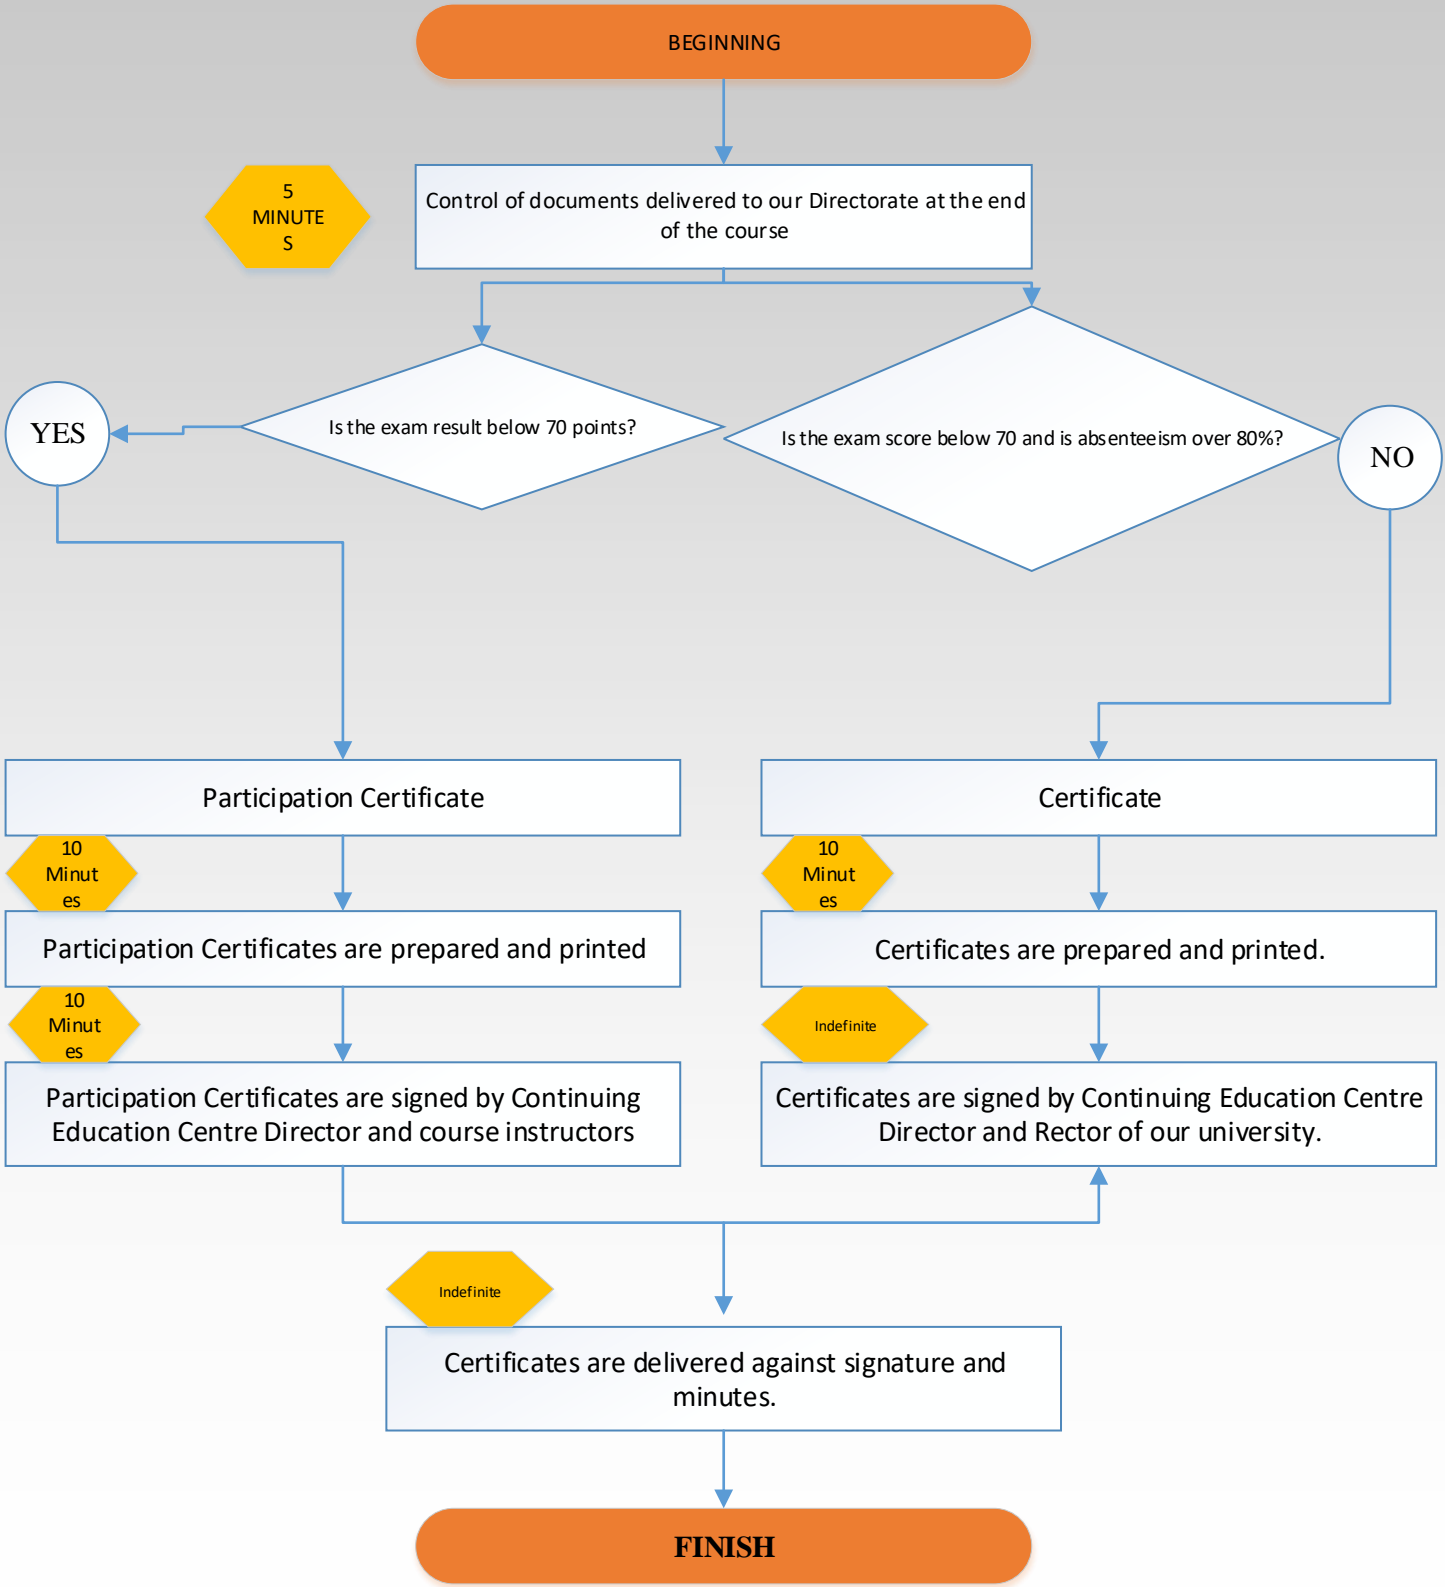 BEGINNING
5
MINUTE
S
Control of documents delivered to our Directorate at the end
of the course
YES
Is the exam result below 70 points?
Is the exam score below 70 and is absenteeism over 80%?
NO
Participation Certificate
Certificate
10
Minut
es
10
Minut
es
Participation Certificates are prepared and printed
Certificates are prepared and printed.
10
Minut
es
Indefinite
Participation Certificates are signed by Continuing
Education Centre Director and course instructors
Certificates are signed by Continuing Education Centre
Director and Rector of our university.
Indefinite
Certificates are delivered against signature and
minutes.
FINISH